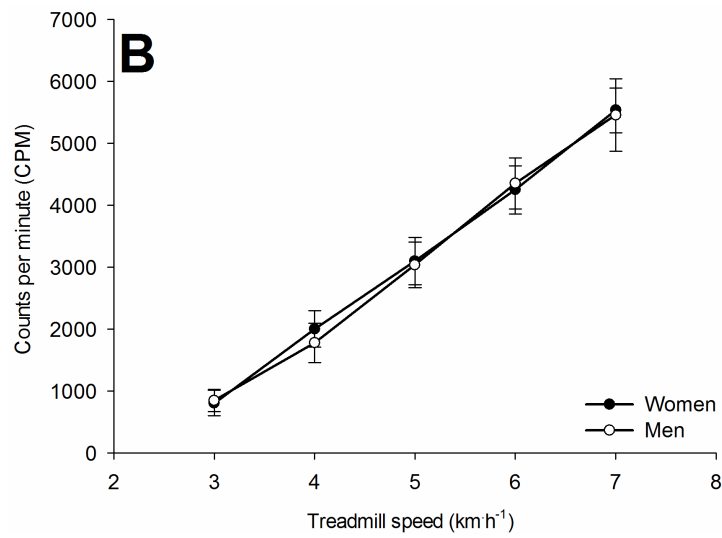 B
7000
6000
5000
4000
3000
2000
1000
0
Counts per minute (CPM)
2 3 4 5 6 7 8
Treadmill speed (km·h⁻¹)
Women
Men